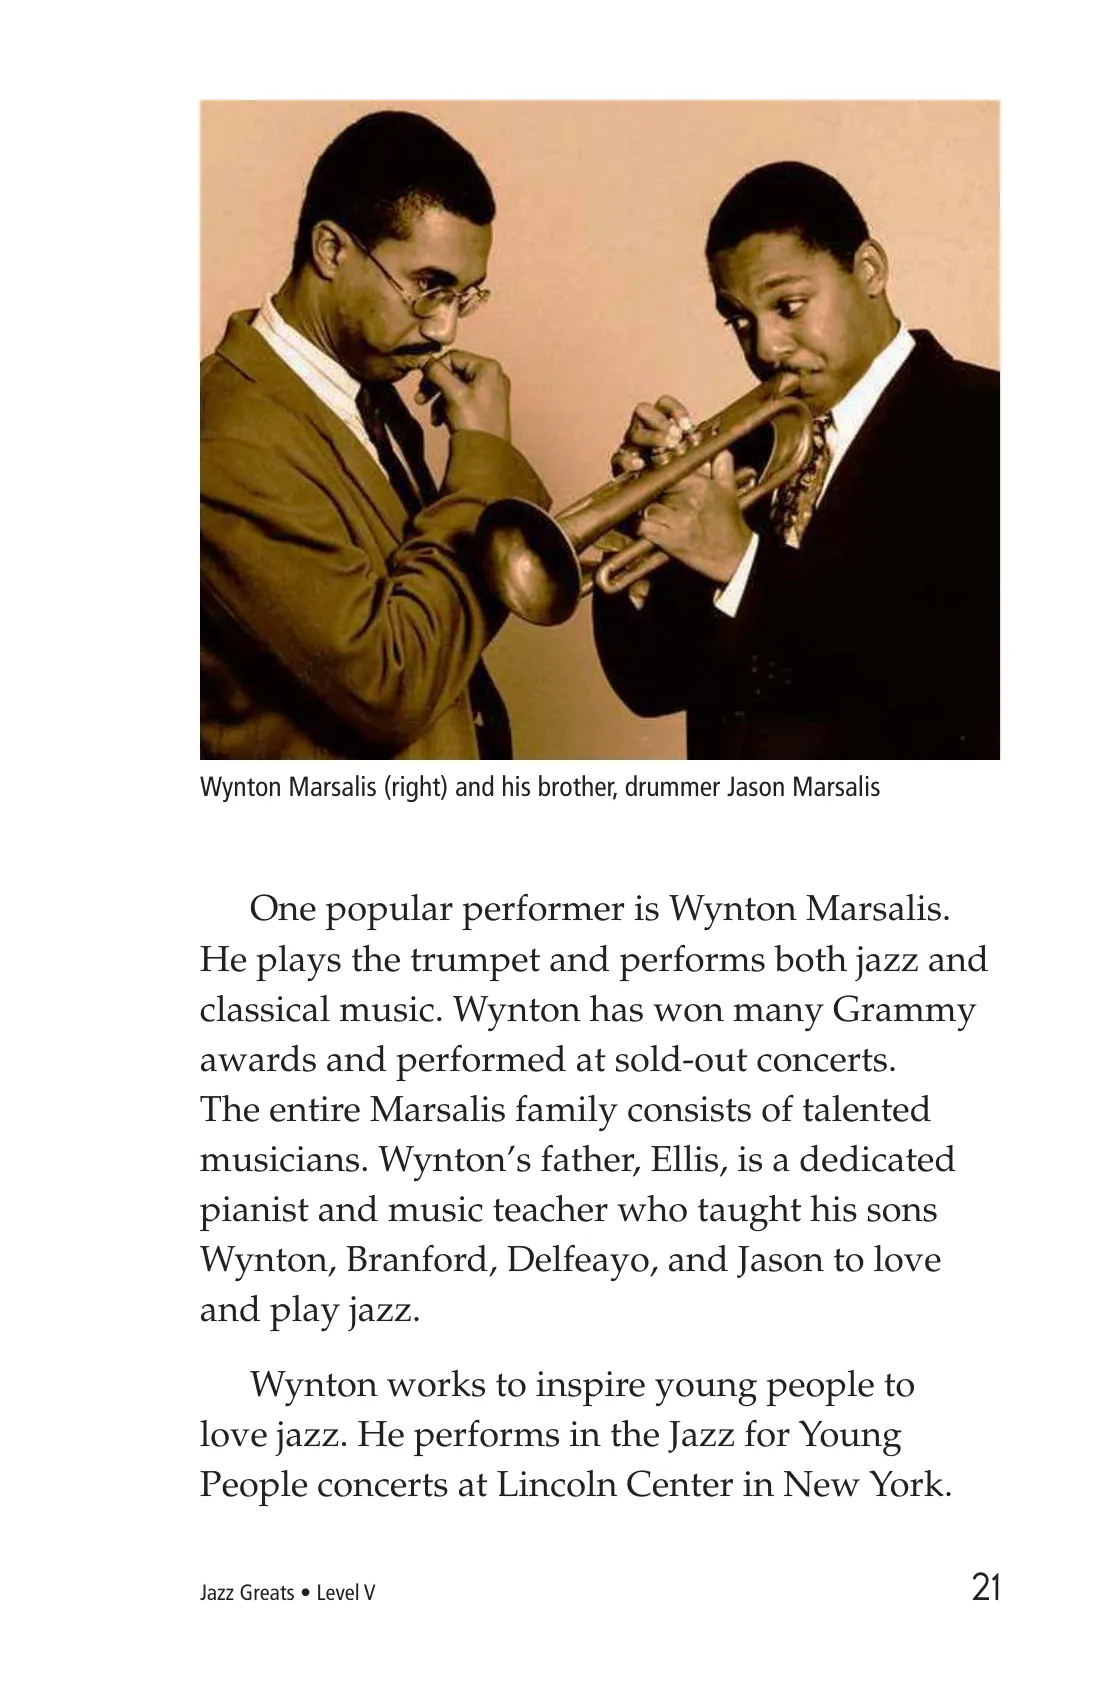 Wynton Marsalis (right) and his brother, drummer Jason Marsalis
One popular performer is Wynton Marsalis.
He plays the trumpet and performs both jazz and
classical music. Wynton has won many Grammy
awards and performed at sold-out concerts.
The entire Marsalis family consists of talented
musicians. Wynton’s father, Ellis, is a dedicated
pianist and music teacher who taught his sons
Wynton, Branford, Delfeayo, and Jason to love
and play jazz.
Wynton works to inspire young people to
love jazz. He performs in the Jazz for Young
People concerts at Lincoln Center in New York.
Jazz Greats • Level V
21